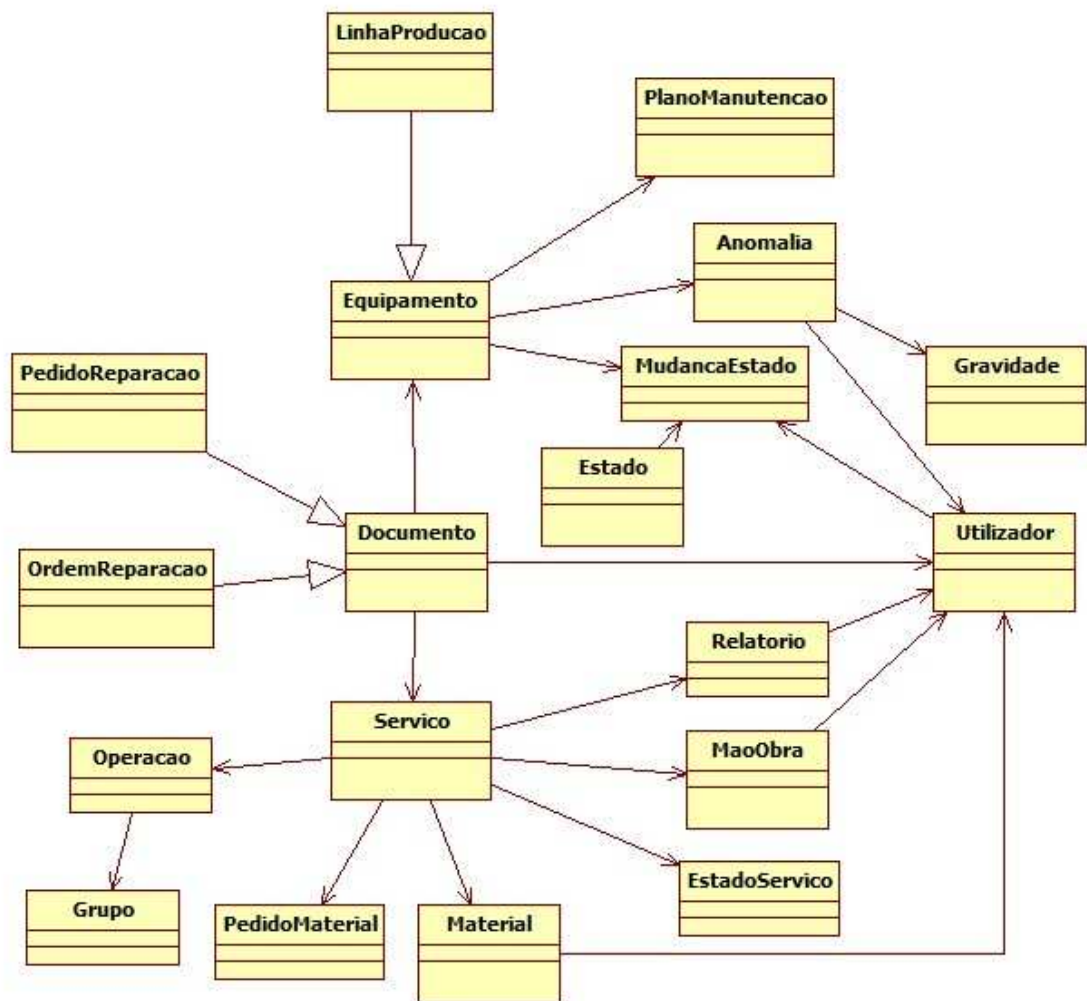 LinhaProducao
PlanoManutencao
Anomalia
Equipamento
PedidoReparacao
MudancaEstado
Gravidade
Estado
Documento
Utilizador
OrdemReparacao
Relatorio
Servico
Operacao
MaoObra
EstadoServico
Grupo
PedidoMaterial
Material